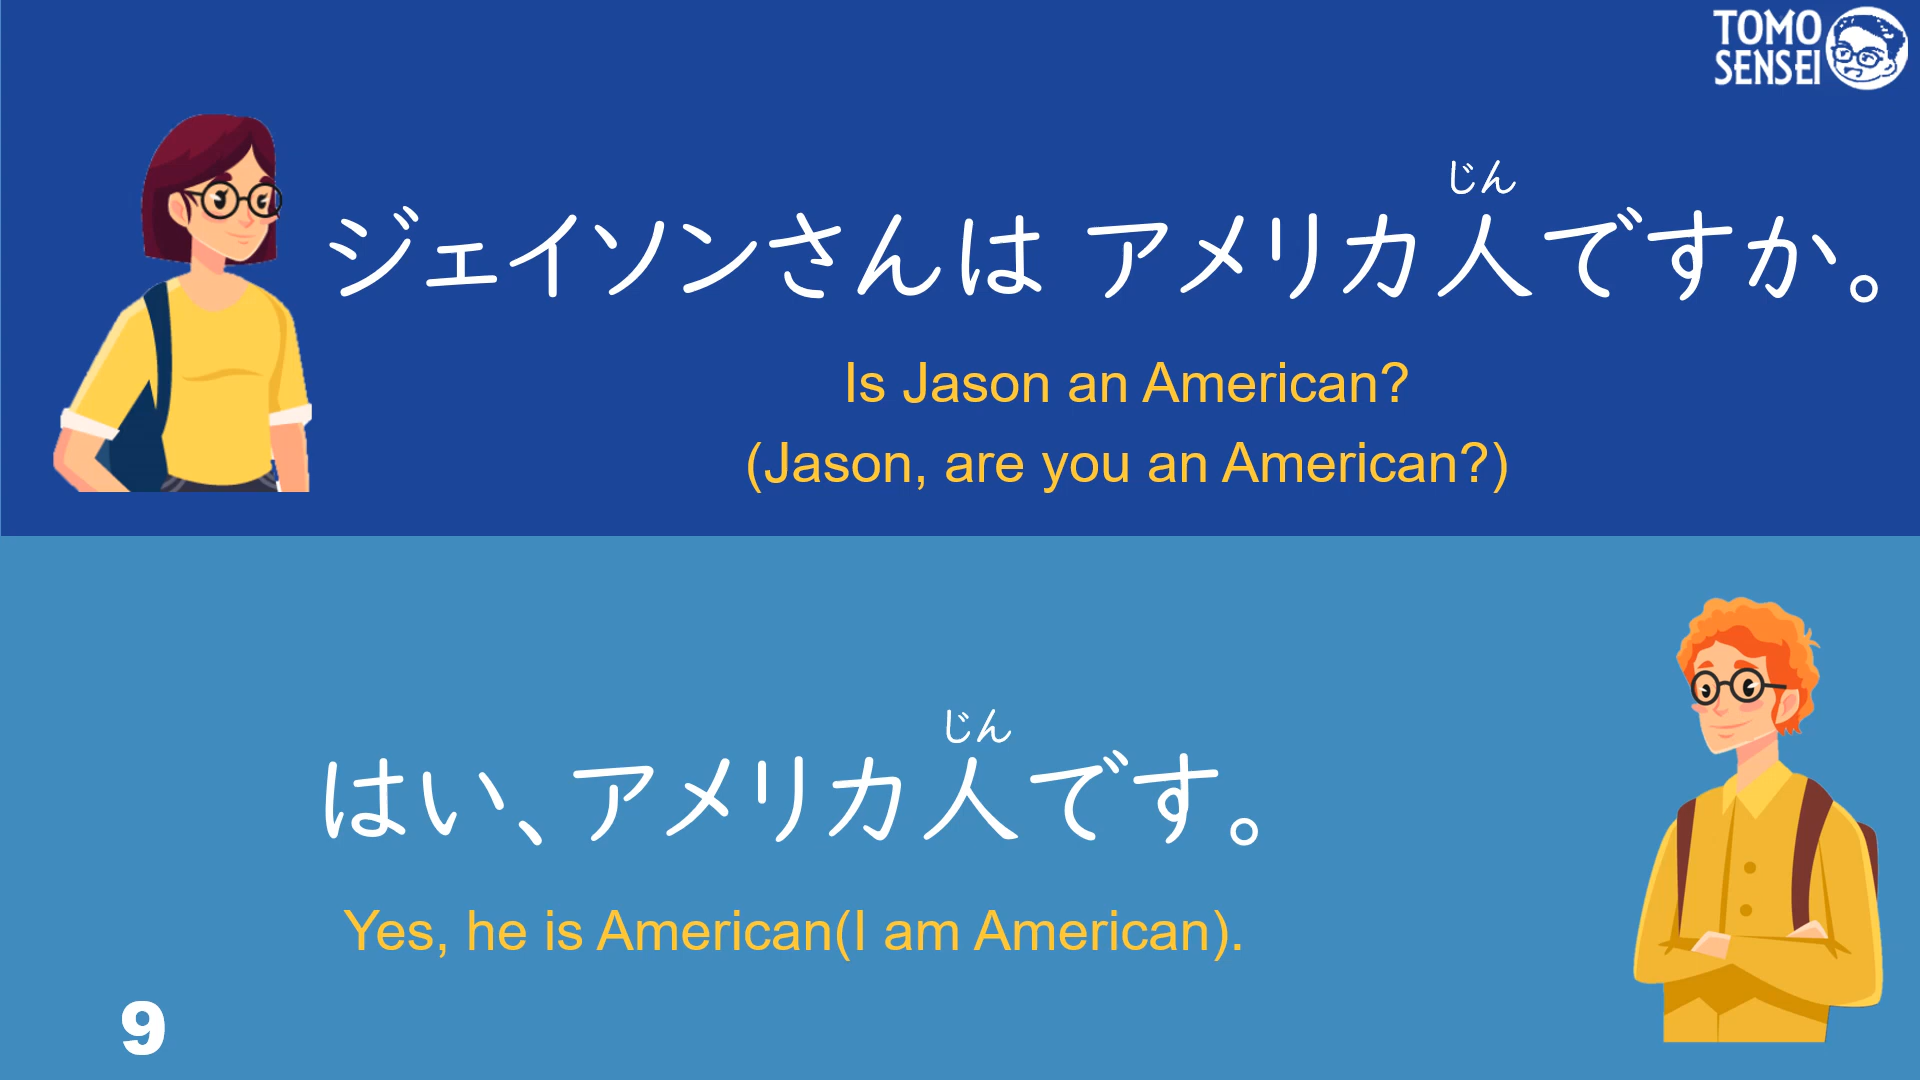 TOMO
SENSEI
じん
ジェイソンさんは アメリカ人ですか。
Is Jason an American?
(Jason, are you an American?)
じん
はい、アメリカ人です。
Yes, he is American(I am American).
9